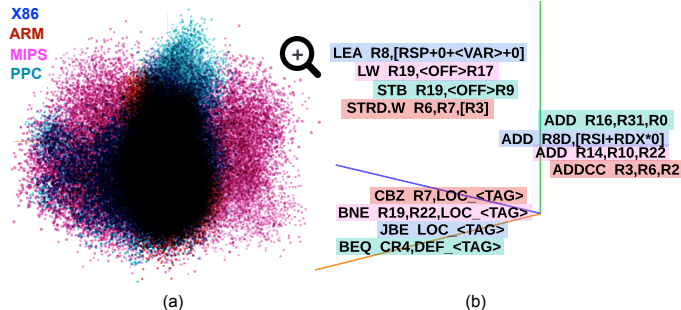 X86
ARM
MIPS
PPC
LEA R8,[RSP+0+<VAR>+0]
LW R19,<OFF>R17
STB R19,<OFF>R9
STRD.W R6,R7,[R3]
ADD R16,R31,R0
ADD R8D,[RSI+RDX*0]
ADD R14,R10,R22
ADDCC R3,R6,R2
CBZ R7,LOC_<TAG>
BNE R19,R22,LOC_<TAG>
JBE LOC_<TAG>
BEQ CR4,DEF_<TAG>
(a)
(b)